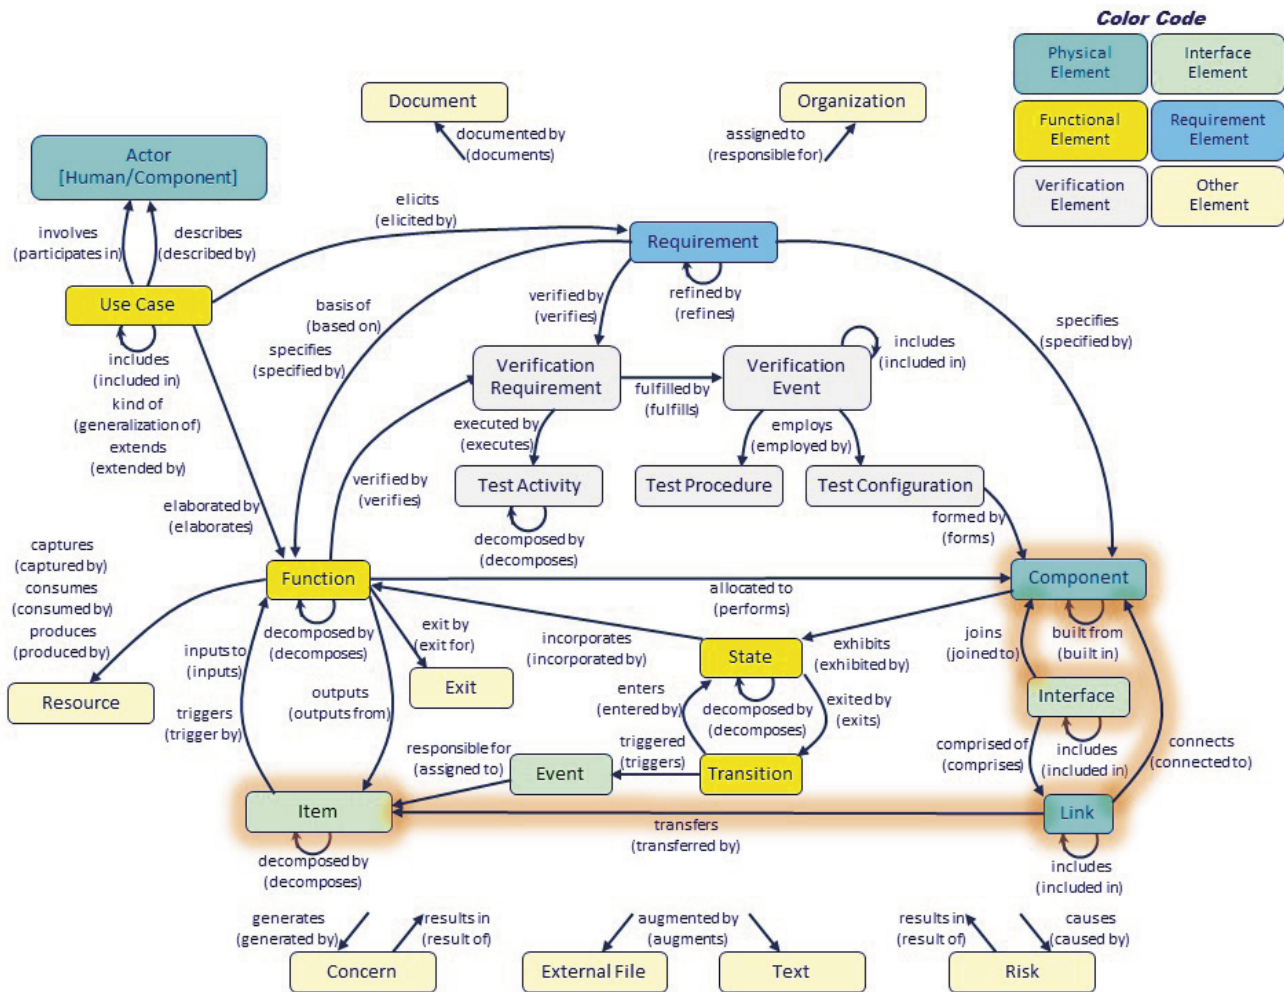 Color Code
Physical
Element
Interface
Element
Functional
Element
Requirement
Element
Verification
Element
Other
Element
Document
documented by
(documents)
Organization
assigned to
(responsible for)
Actor
[Human/Component]
involves
(participates in)
describes
(described by)
elicits
(elicited by)
Requirement
refined by
(refines)
Use Case
includes
(included in)
kind of
(generalization of)
extends
(extended by)
basis of
(based on)
specifies
(specified by)
verified by
(verifies)
specifies
(specified by)
Verification
Requirement
fulfilled by
(fulfills)
Verification
Event
includes
(included in)
executed by
(executes)
employs
(employed by)
Test Activity
decomposed by
(decomposes)
Test Procedure
Test Configuration
formed by
(forms)
elaborated by
(elaborates)
verified by
(verifies)
captures
(captured by)
consumes
(consumed by)
produces
(produced by)
Function
decomposed by
(decomposes)
allocated to
(performs)
Component
built from
(built in)
joins
(joined to)
inputs to
(inputs)
triggers
(trigger by)
outputs
(outputs from)
exit by
(exit for)
Exit
Resource
incorporates
(incorporated by)
State
decomposed by
(decomposes)
exhibits
(exhibited by)
enters
(entered by)
exited by
(exits)
Interface
includes
(included in)
comprised of
(comprises)
connects
(connected to)
responsible for
(assigned to)
Event
triggered
(triggers)
Transition
Item
decomposed by
(decomposes)
transfers
(transferred by)
Link
includes
(included in)
generates
(generated by)
results in
(result of)
Concern
augmented by
(augments)
External File
Text
results in
(result of)
causes
(caused by)
Risk